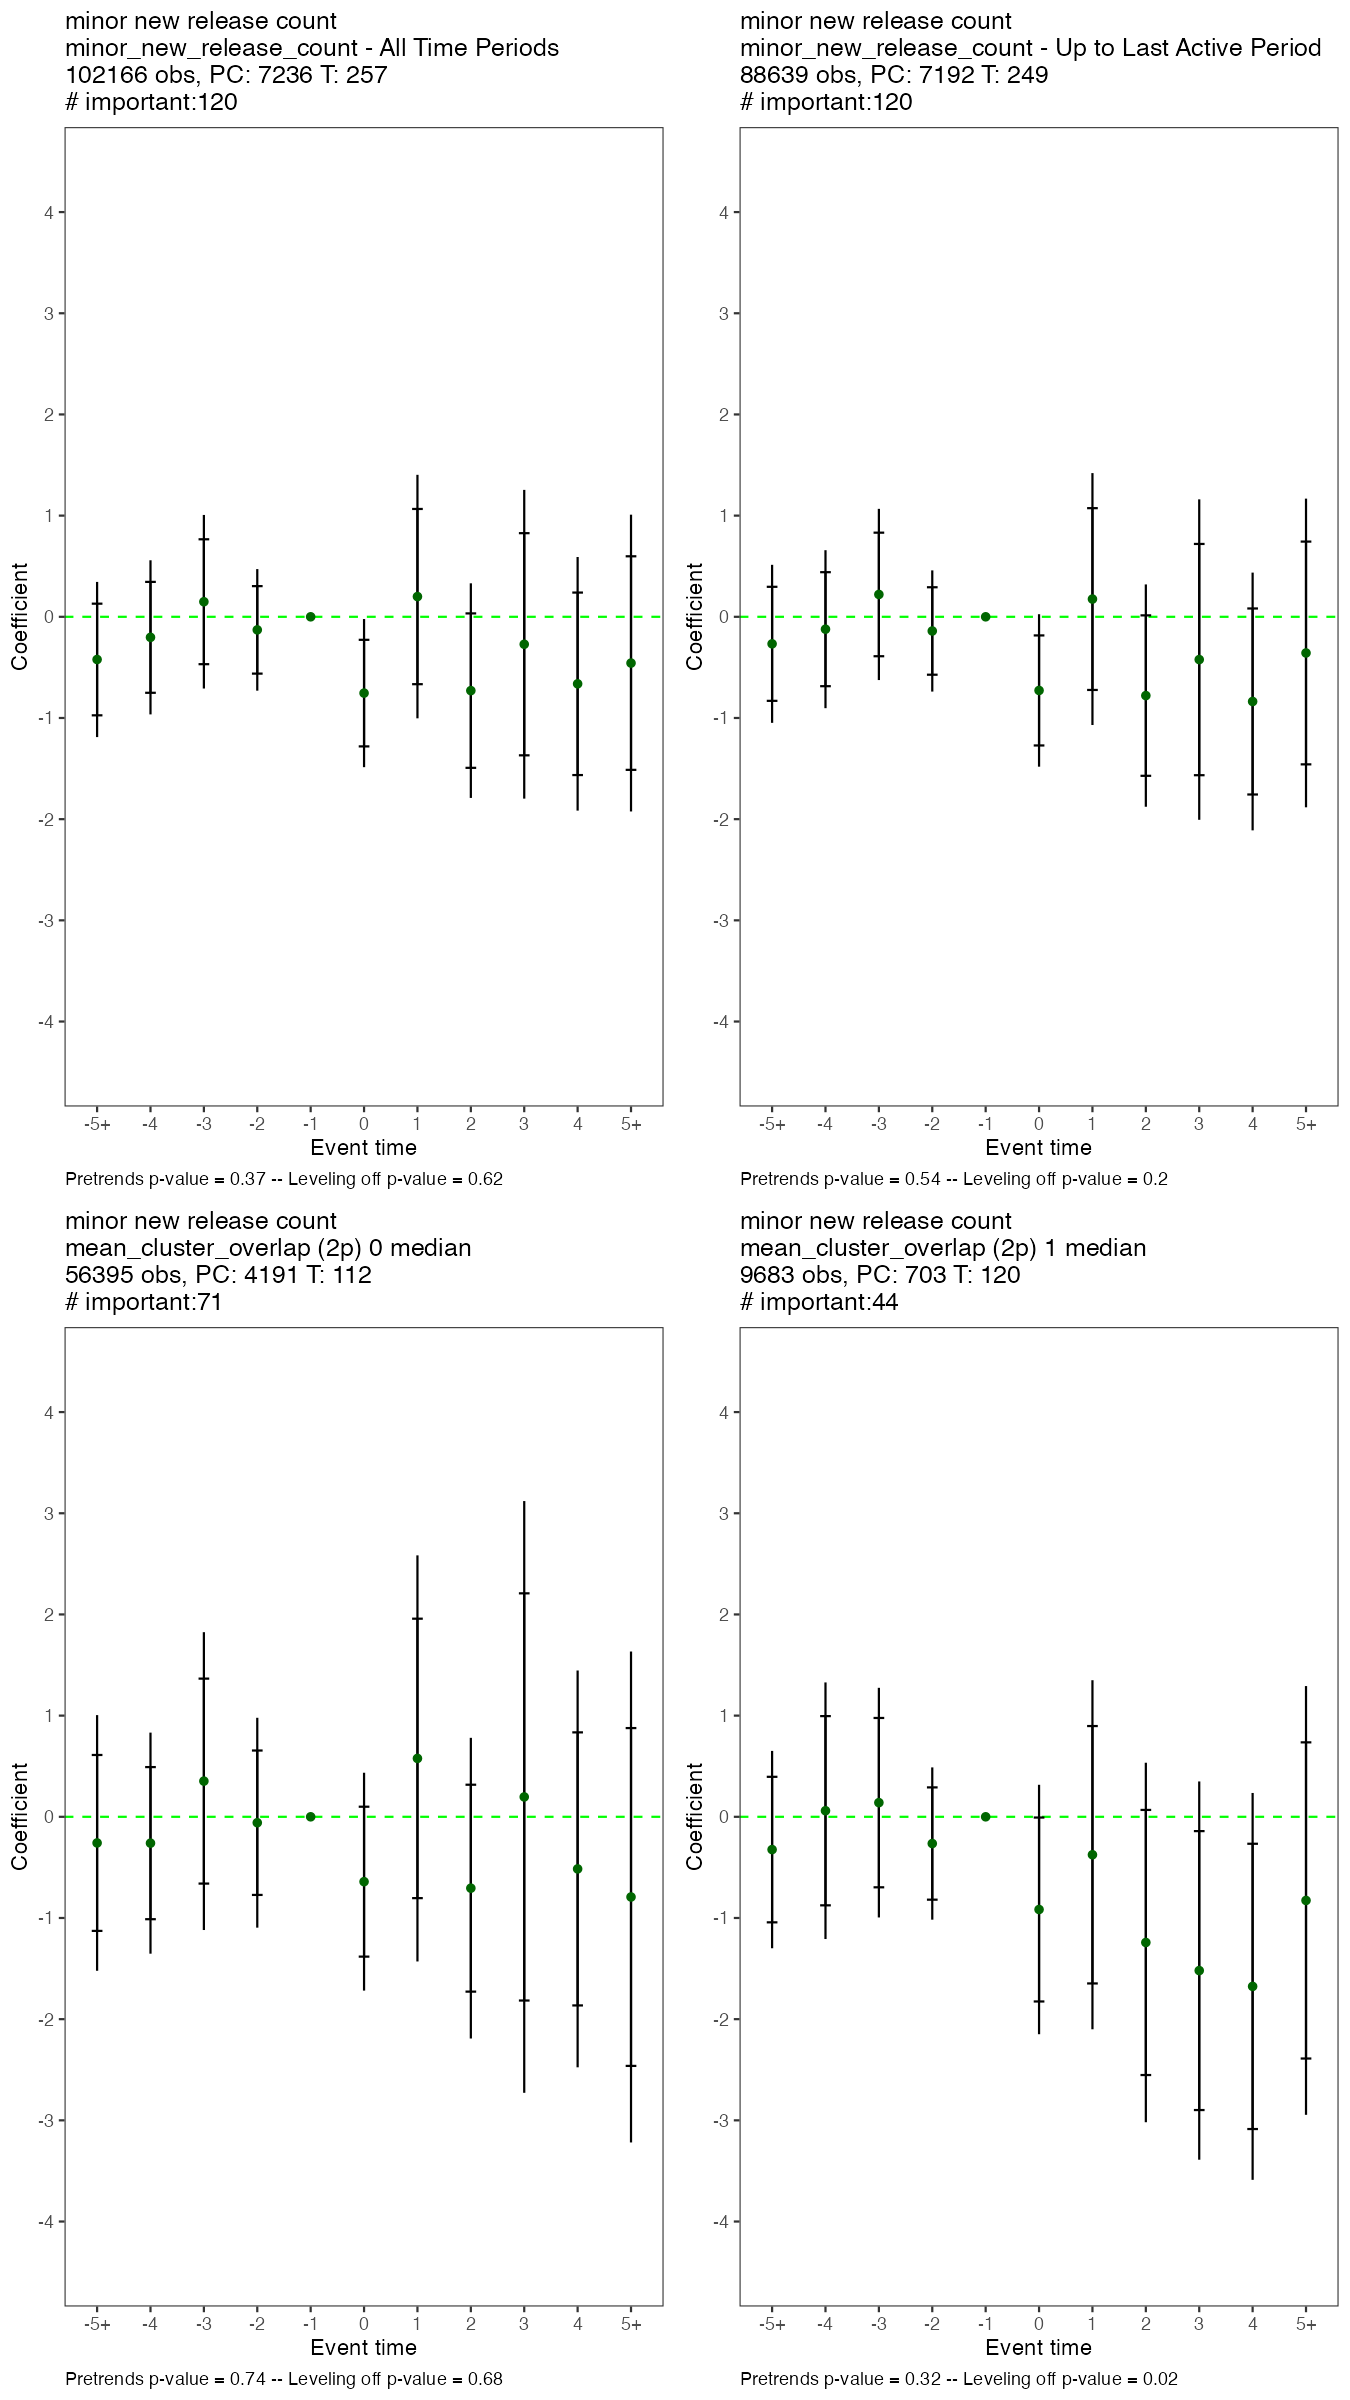 minor new release count
minor_new_release_count - All Time Periods
102166 obs, PC: 7236 T: 257
# important:120
4
3
2
1
0
-1
-2
-3
-4
Coefficient
-5+ -4 -3 -2 -1 0 1 2 3 4 5+
Event time
Pretrends p-value = 0.37 -- Leveling off p-value = 0.62
minor new release count
minor_new_release_count - Up to Last Active Period
88639 obs, PC: 7192 T: 249
# important:120
4
3
2
1
0
-1
-2
-3
-4
Coefficient
-5+ -4 -3 -2 -1 0 1 2 3 4 5+
Event time
Pretrends p-value = 0.54 -- Leveling off p-value = 0.2
minor new release count
mean_cluster_overlap (2p) 0 median
56395 obs, PC: 4191 T: 112
# important:71
4
3
2
1
0
-1
-2
-3
-4
Coefficient
-5+ -4 -3 -2 -1 0 1 2 3 4 5+
Event time
Pretrends p-value = 0.74 -- Leveling off p-value = 0.68
minor new release count
mean_cluster_overlap (2p) 1 median
9683 obs, PC: 703 T: 120
# important:44
4
3
2
1
0
-1
-2
-3
-4
Coefficient
-5+ -4 -3 -2 -1 0 1 2 3 4 5+
Event time
Pretrends p-value = 0.32 -- Leveling off p-value = 0.02